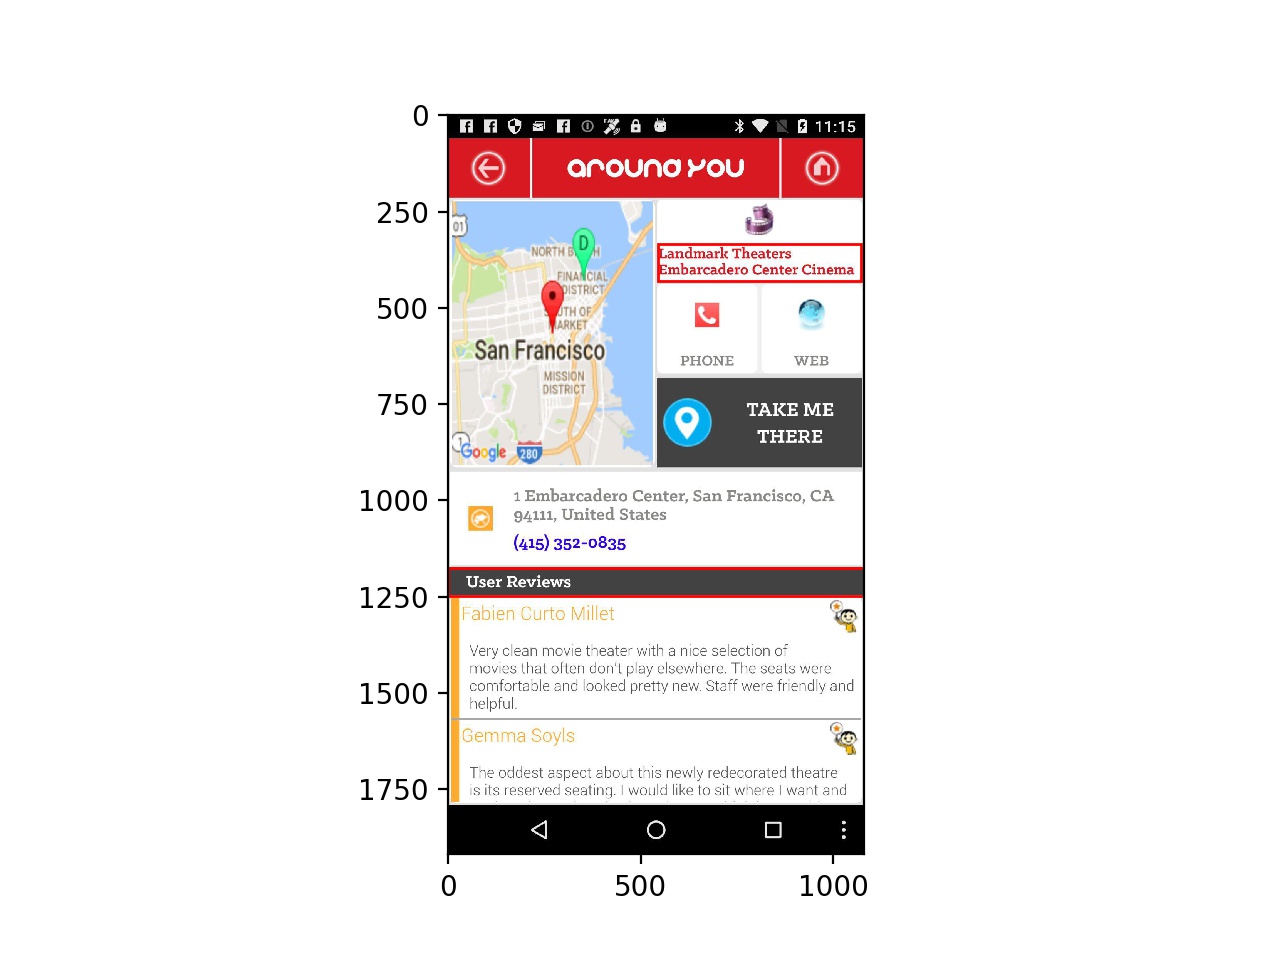 0
250
500
750
1000
1250
1500
1750
0
500
1000
11:15
around you
01
D
NORTH
FINANCIAL
DISTRICT
OF
MARKET
San Francisco
MISSION
DISTRICT
1
Google
280
Landmark Theaters
Embarcadero Center Cinema
PHONE
WEB
TAKE ME
THERE
1 Embarcadero Center, San Francisco, CA
94111, United States
(415) 352-0835
User Reviews
Fabien Curto Millet
Very clean movie theater with a nice selection of
movies that often don't play elsewhere. The seats were
comfortable and looked pretty new. Staff were friendly and
helpful.
Gemma Soyls
The oddest aspect about this newly redecorated theatre
is its reserved seating. I would like to sit where I want and